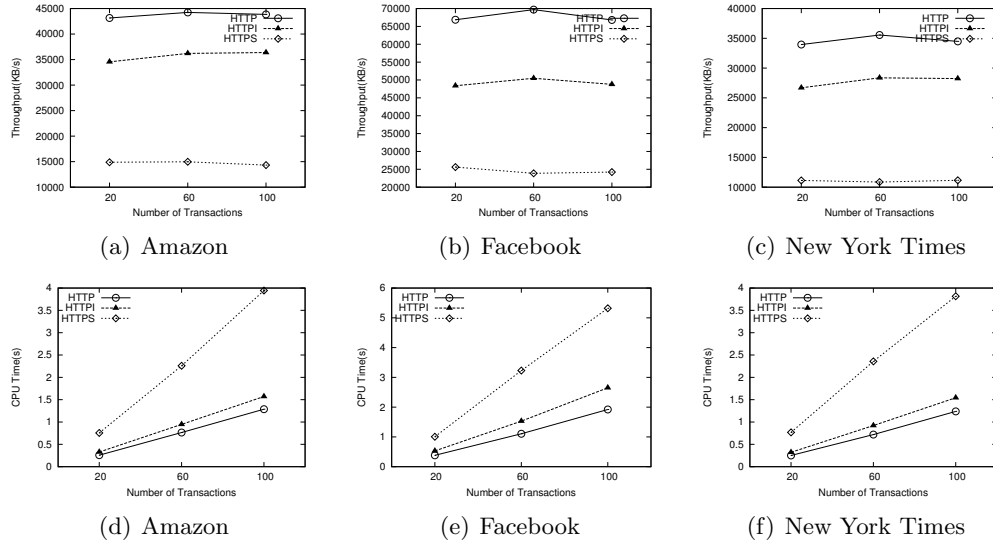 45000
40000
35000
30000
25000
20000
15000
10000
Throughput(KB/s)
20
60
100
Number of Transactions
HTTP
HTTPI
HTTPS
(a) Amazon
70000
65000
60000
55000
50000
45000
40000
35000
30000
25000
20000
Throughput(KB/s)
20
60
100
Number of Transactions
HTTP
HTTPI
HTTPS
(b) Facebook
40000
35000
30000
25000
20000
15000
10000
Throughput(KB/s)
20
60
100
Number of Transactions
HTTP
HTTPI
HTTPS
(c) New York Times
4
3.5
3
2.5
2
1.5
1
0.5
0
CPU Time(s)
20
60
100
Number of Transactions
HTTP
HTTPI
HTTPS
(d) Amazon
6
5
4
3
2
1
0
CPU Time(s)
20
60
100
Number of Transactions
HTTP
HTTPI
HTTPS
(e) Facebook
4
3.5
3
2.5
2
1.5
1
0.5
0
CPU Time(s)
20
60
100
Number of Transactions
HTTP
HTTPI
HTTPS
(f) New York Times